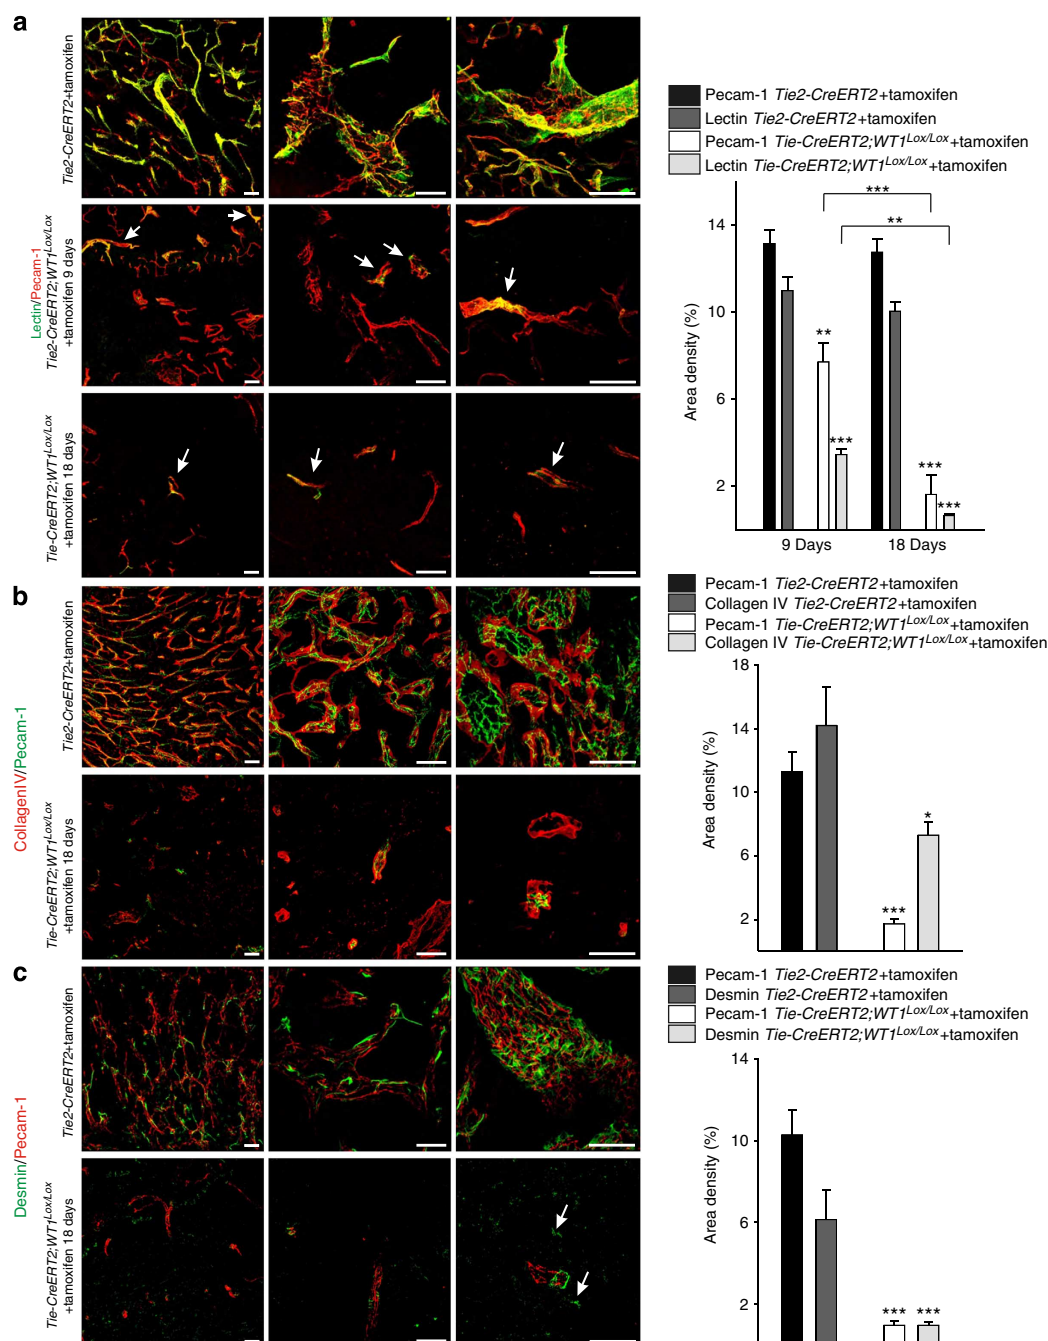 a
Tie2-CreERT2+tamoxifen
Lectin/Pecam-1
Tie2-CreERT2;WT1Lox/Lox
+tamoxifen 9 days
Tie-CreERT2;WT1Lox/Lox
+tamoxifen 18 days
Pecam-1 Tie2-CreERT2+tamoxifen
Lectin Tie2-CreERT2+tamoxifen
Pecam-1 Tie-CreERT2;WT1Lox/Lox+tamoxifen
Lectin Tie-CreERT2;WT1Lox/Lox+tamoxifen
Area density (%)
14
10
6
2
***
**
**
***
***
***
9 Days
18 Days
b
CollagenIV/Pecam-1
Tie2-CreERT2+tamoxifen
Tie-CreERT2;WT1Lox/Lox
+tamoxifen 18 days
Pecam-1 Tie2-CreERT2+tamoxifen
Collagen IV Tie2-CreERT2+tamoxifen
Pecam-1 Tie-CreERT2;WT1Lox/Lox+tamoxifen
Collagen IV Tie-CreERT2;WT1Lox/Lox+tamoxifen
Area density (%)
18
14
10
6
2
***
*
c
Desmin/Pecam-1
Tie2-CreERT2+tamoxifen
Tie-CreERT2;WT1Lox/Lox
+tamoxifen 18 days
Pecam-1 Tie2-CreERT2+tamoxifen
Desmin Tie2-CreERT2+tamoxifen
Pecam-1 Tie-CreERT2;WT1Lox/Lox+tamoxifen
Desmin Tie-CreERT2;WT1Lox/Lox+tamoxifen
Area density (%)
14
10
6
2
***
***